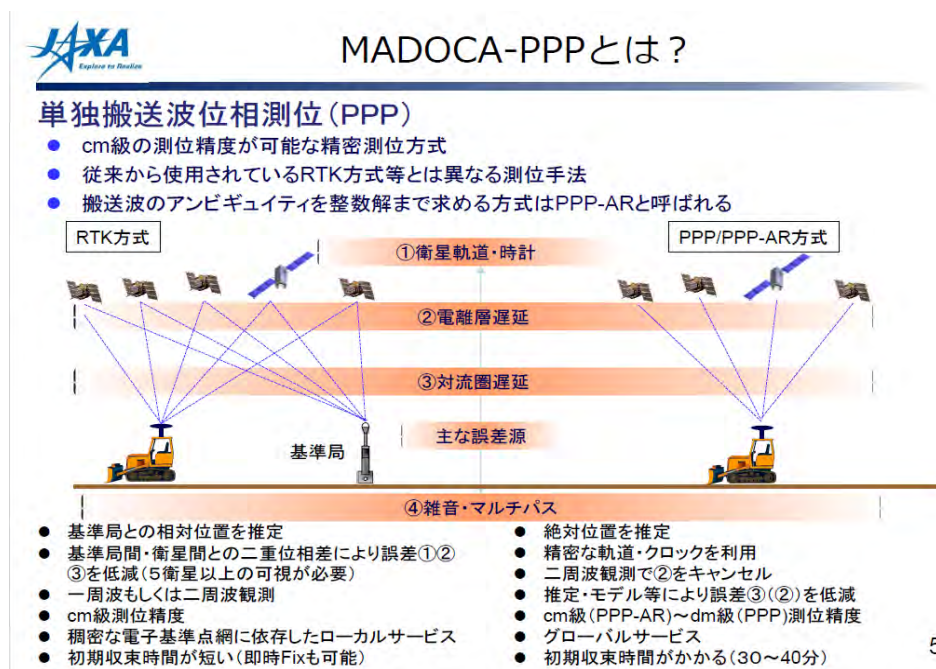 JAXA
Explore to Realize
MADOCA-PPPとは？
単独搬送波位相測位（PPP）
● cm級の測位精度が可能な精密測位方式
● 従来から使用されているRTK方式等とは異なる測位手法
● 搬送波のアンビギュイティを整数解まで求める方式はPPP-ARと呼ばれる
RTK方式
①衛星軌道・時計
PPP/PPP-AR方式
②電離層遅延
③対流圏遅延
主な誤差源
基準局
④雑音・マルチパス
● 基準局との相対位置を推定
● 基準局間・衛星間との二重位相差により誤差①②
③を低減（５衛星以上の可視が必要）
● 一周波もしくは二周波観測
● cm級測位精度
● 稠密な電子基準点網に依存したローカルサービス
● 初期収束時間が短い（即時Fixも可能）
● 絶対位置を推定
● 精密な軌道・クロックを利用
● 二周波観測で②をキャンセル
● 推定・モデル等により誤差③（②）を低減
● cm級（PPP-AR）～dm級（PPP）測位精度
● グローバルサービス
● 初期収束時間がかかる（３０～40分）
5